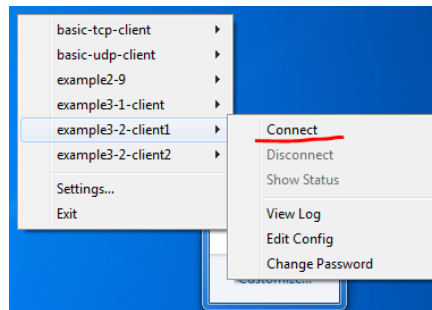 basic-tcp-client
basic-udp-client
example2-9
example3-1-client
example3-2-client1
example3-2-client2
Settings...
Exit
Connect
Disconnect
Show Status
View Log
Edit Config
Change Password
Customize...